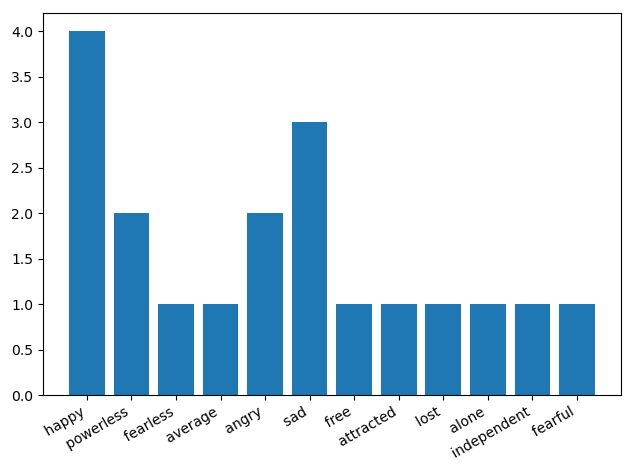 4.0
3.5
3.0
2.5
2.0
1.5
1.0
0.5
0.0
happy
powerless
fearless
average
angry
sad
free
attracted
lost
alone
independent
fearful